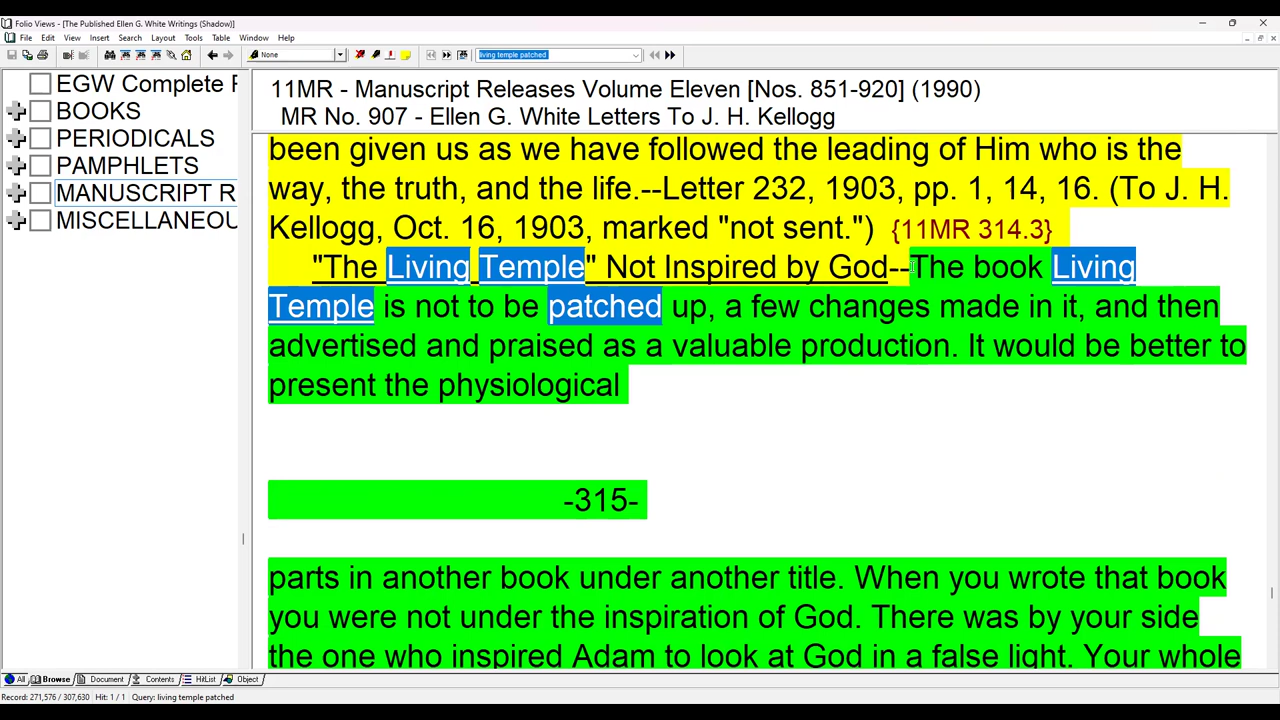 Folio Views - [The Published Ellen G. White Writings (Shadow)]
File Edit View Insert Search Layout Tools Table Window Help
None living temple patched
EGW Complete P
BOOKS
PERIODICALS
PAMPHLETS
MANUSCRIPT R
MISCELLANEOU
11MR - Manuscript Releases Volume Eleven [Nos. 851-920] (1990)
MR No. 907 - Ellen G. White Letters To J. H. Kellogg
been given us as we have followed the leading of Him who is the
way, the truth, and the life.--Letter 232, 1903, pp. 1, 14, 16. (To J. H.
Kellogg, Oct. 16, 1903, marked "not sent.") {11MR 314.3}
"The Living Temple" Not Inspired by God--The book Living
Temple is not to be patched up, a few changes made in it, and then
advertised and praised as a valuable production. It would be better to
present the physiological
-315-
parts in another book under another title. When you wrote that book
you were not under the inspiration of God. There was by your side
the one who inspired Adam to look at God in a false light. Your whole
All Browse Document Contents HitList Object
Record: 271,576 / 307,630 Hit: 1 / 1 Query: living temple patched